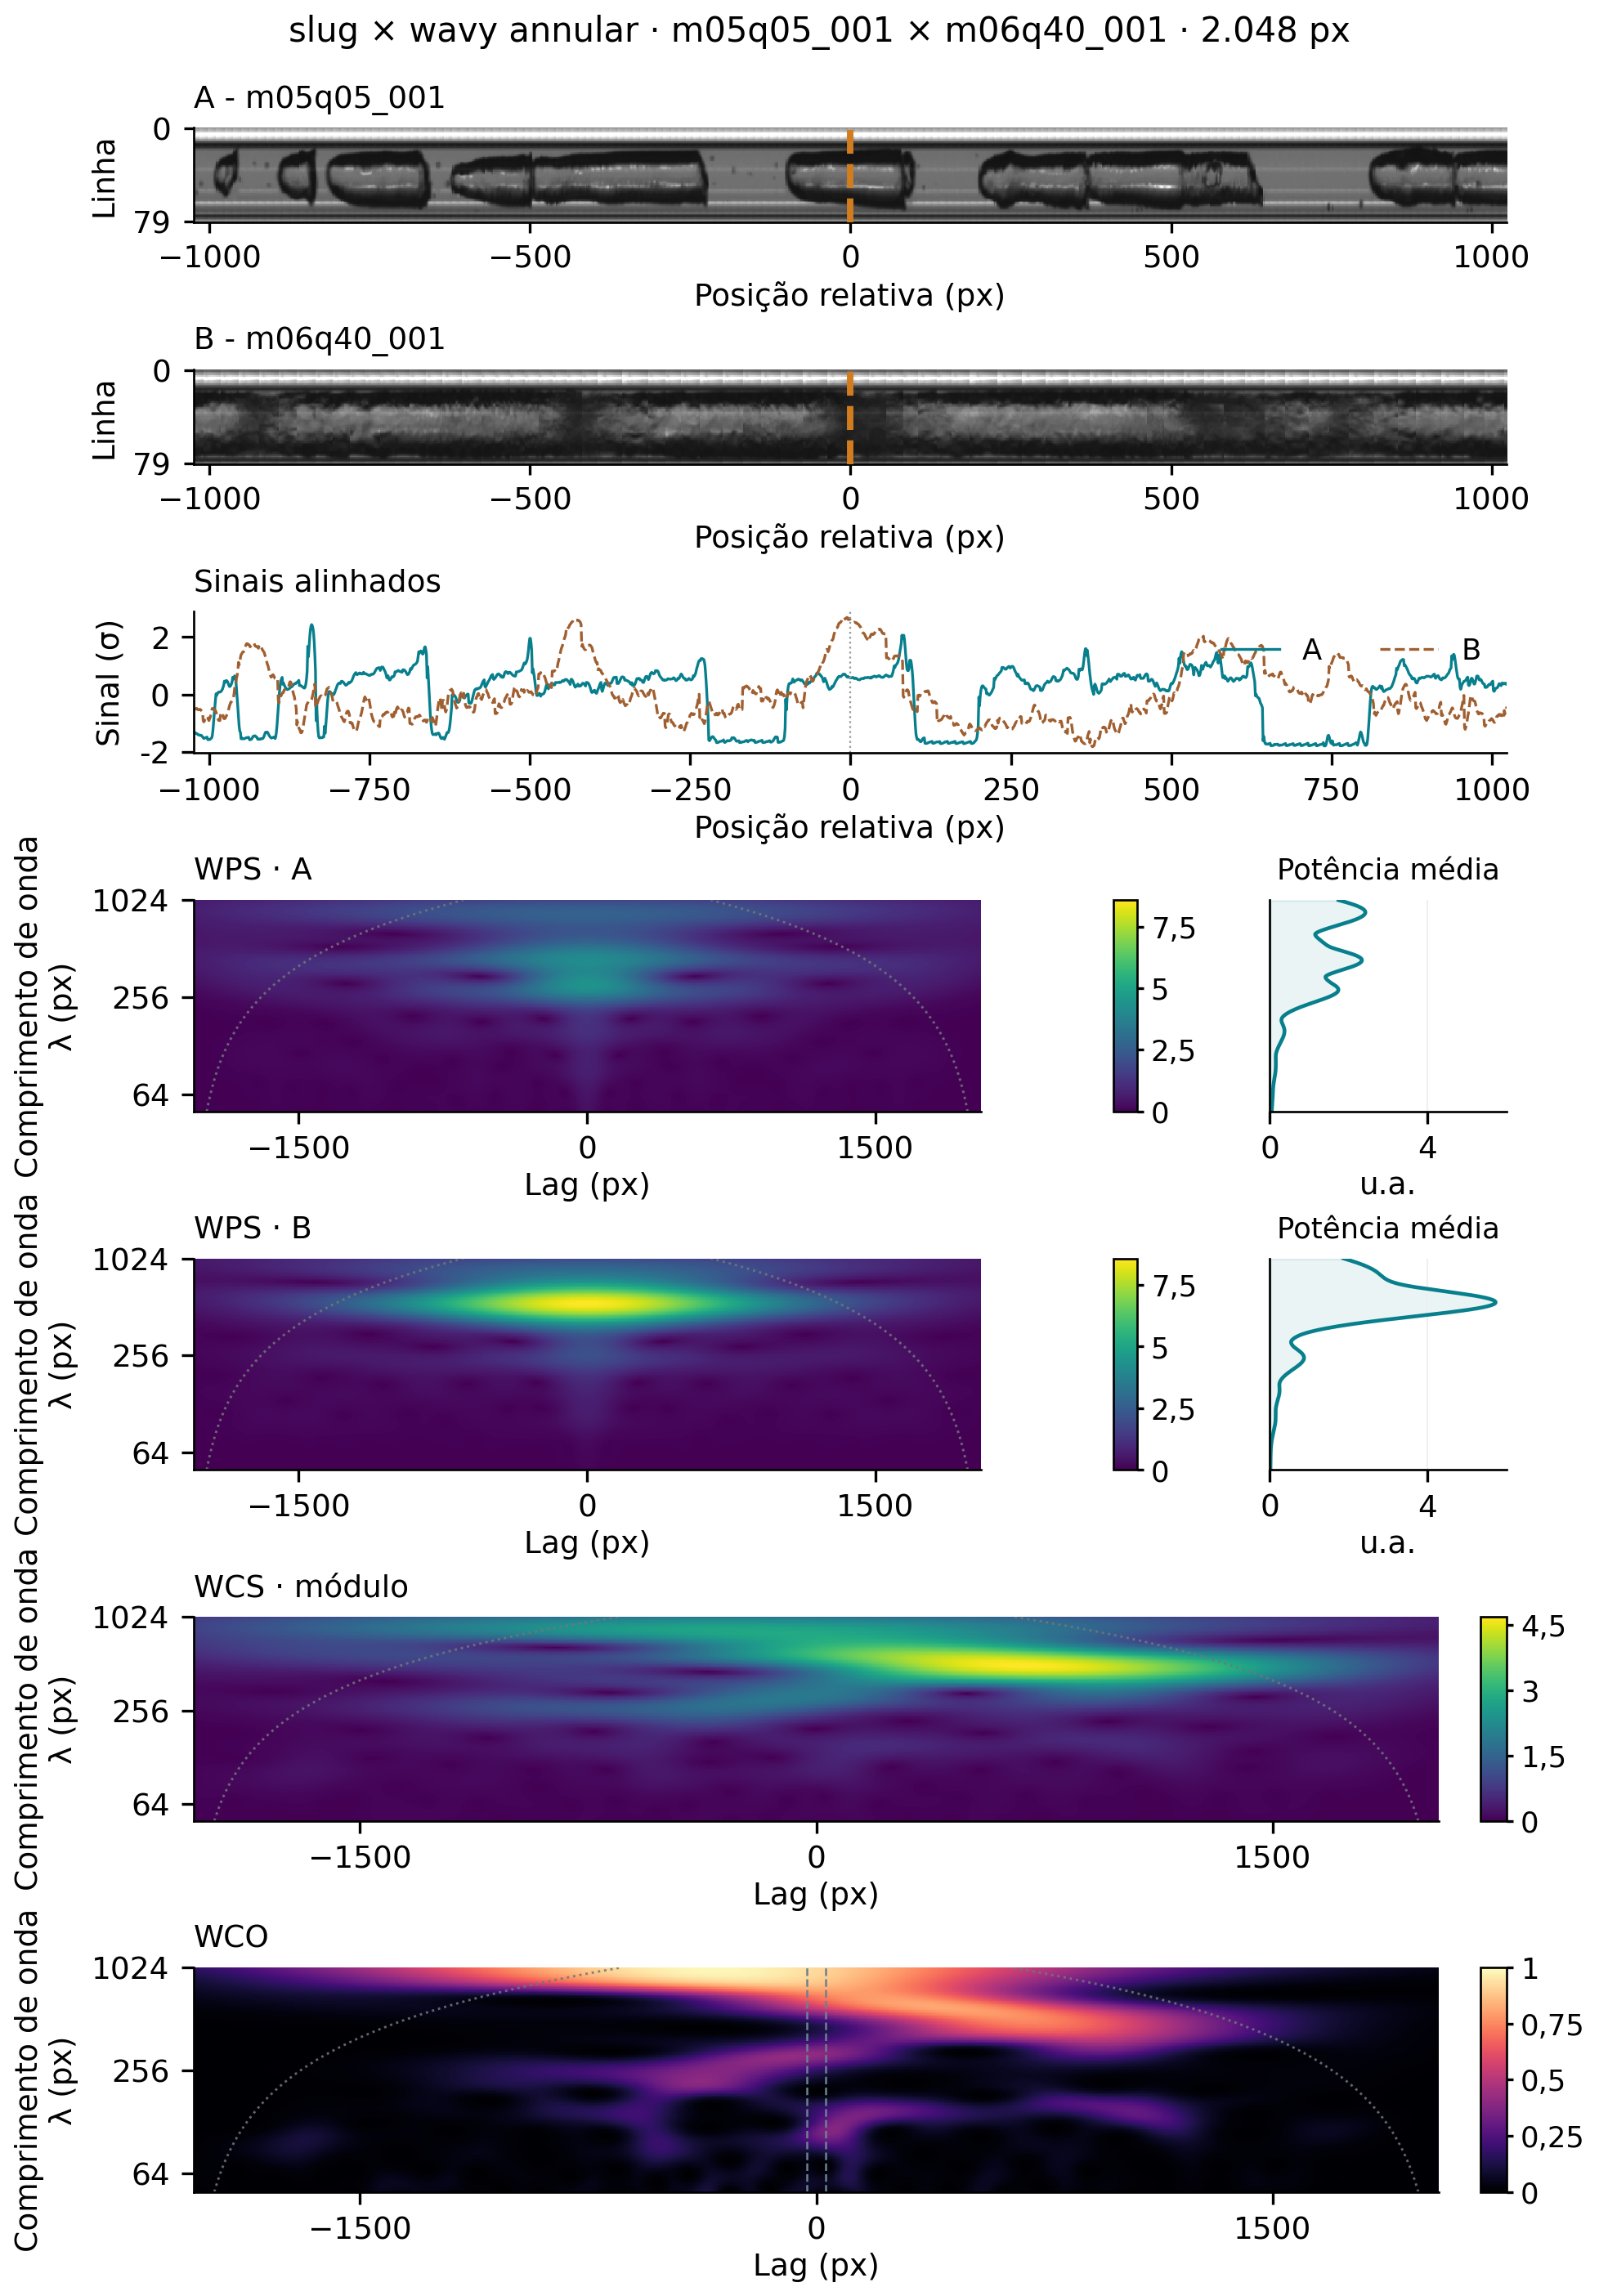 slug × wavy annular · m05q05_001 × m06q40_001 · 2.048 px
A - m05q05_001
Linha
0
79
−1000 −500 0 500 1000
Posição relativa (px)
B - m06q40_001
Linha
0
79
−1000 −500 0 500 1000
Posição relativa (px)
Sinais alinhados
Sinal (σ)
2
0
-2
A B
−1000 −750 −500 −250 0 250 500 750 1000
Posição relativa (px)
WPS · A
Comprimento de onda
λ (px)
1024
256
64
−1500 0 1500
Lag (px)
7,5
5
2,5
0
Potência média
0 4
u.a.
WPS · B
Comprimento de onda
λ (px)
1024
256
64
−1500 0 1500
Lag (px)
7,5
5
2,5
0
Potência média
0 4
u.a.
WCS · módulo
Comprimento de onda
λ (px)
1024
256
64
−1500 0 1500
Lag (px)
4,5
3
1,5
0
WCO
Comprimento de onda
λ (px)
1024
256
64
−1500 0 1500
Lag (px)
1
0,75
0,5
0,25
0